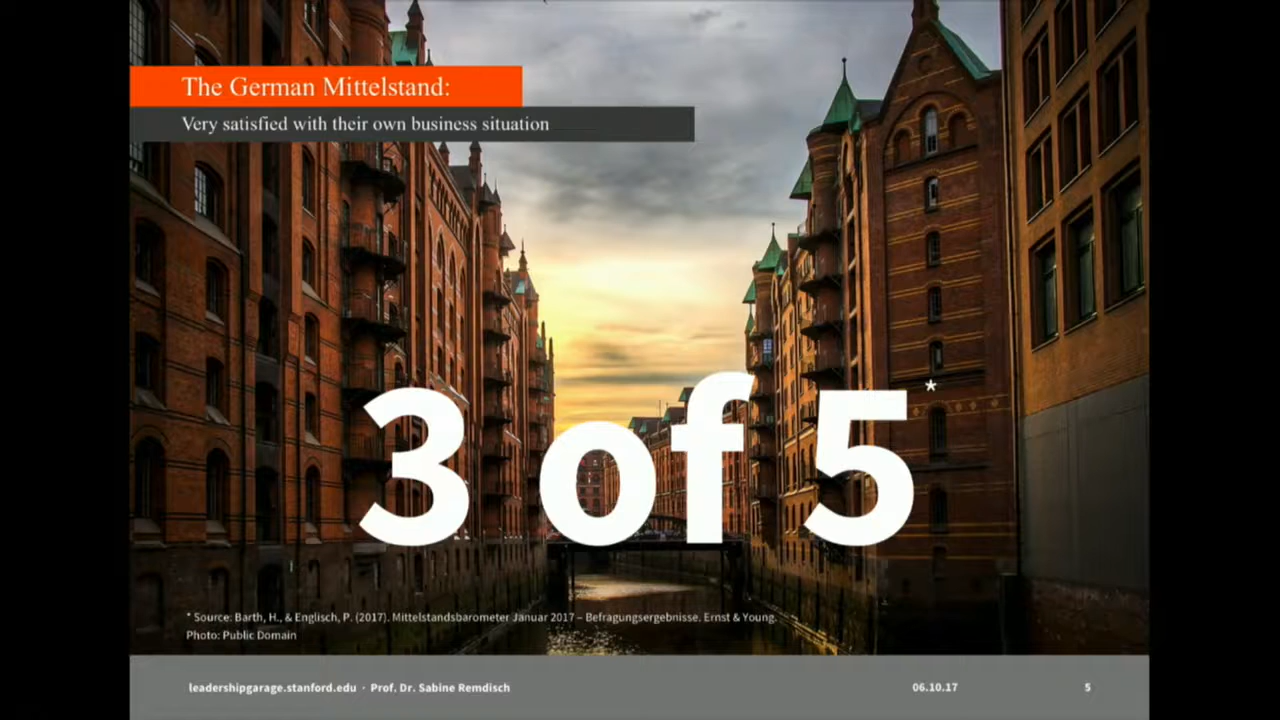 The German Mittelstand:
Very satisfied with their own business situation
3 of 5*
* Source: Barth, H., & Englisch, P. (2017). Mittelstandsbarometer Januar 2017 – Befragungsergebnisse. Ernst & Young.
Photo: Public Domain
leadershipgarage.stanford.edu · Prof. Dr. Sabine Remdisch 06.10.17 5